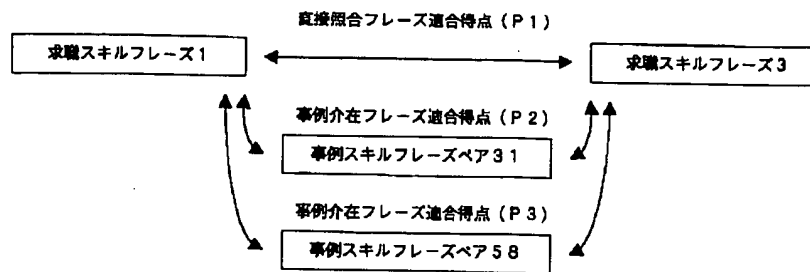 直接照合フレーズ適合得点(P1)
求職スキルフレーズ1
求職スキルフレーズ3
事例介在フレーズ適合得点(P2)
事例スキルフレーズペア31
事例介在フレーズ適合得点(P3)
事例スキルフレーズペア58